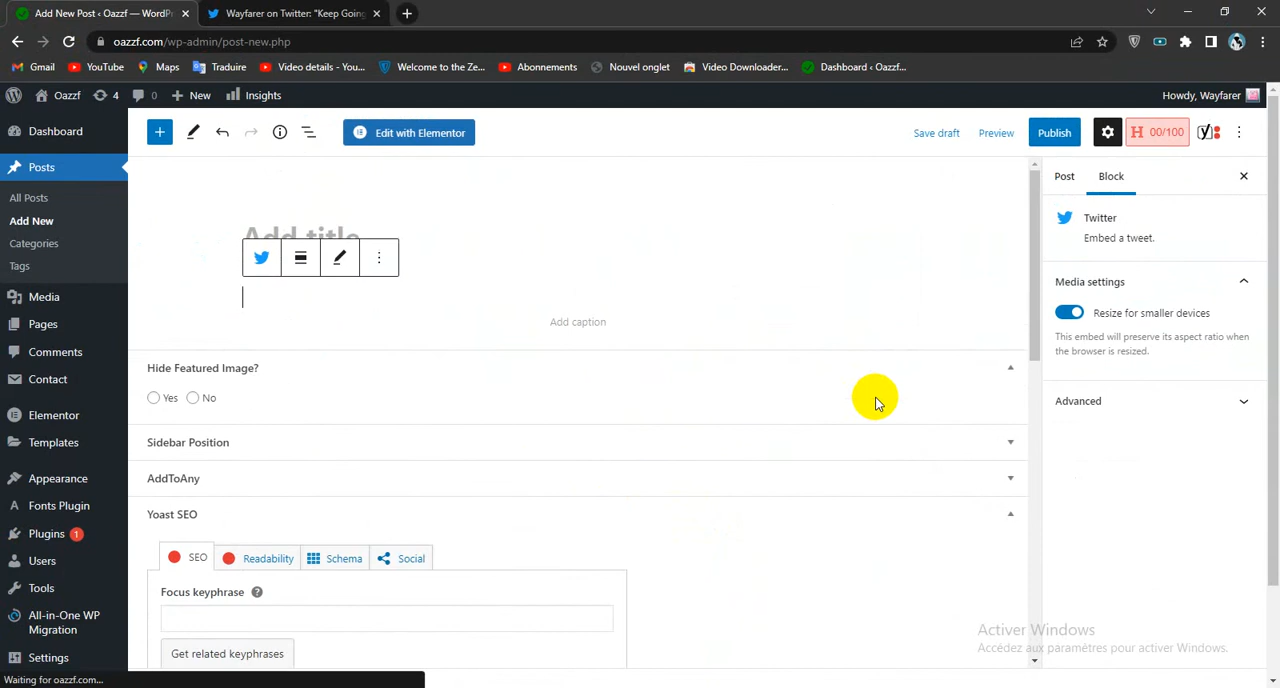 Add New Post ‹ Oazzf — WordPr
Wayfarer on Twitter: "Keep Going
oazzf.com/wp-admin/post-new.php
Gmail
YouTube
Maps
Traduire
Video details - You...
Welcome to the Ze...
Abonnements
Nouvel onglet
Video Downloader...
Dashboard ‹ Oazzf...
Oazzf
4
0
New
Insights
Howdy, Wayfarer
Dashboard
Posts
All Posts
Add New
Categories
Tags
Media
Pages
Comments
Contact
Elementor
Templates
Appearance
Fonts Plugin
Plugins 1
Users
Tools
All-in-One WP
Migration
Settings
Edit with Elementor
Save draft
Preview
Publish
H 00/100
Add title
Add caption
Hide Featured Image?
Yes
No
Sidebar Position
AddToAny
Yoast SEO
SEO
Readability
Schema
Social
Focus keyphrase
Get related keyphrases
Post
Block
Twitter
Embed a tweet.
Media settings
Resize for smaller devices
This embed will preserve its aspect ratio when
the browser is resized.
Advanced
Activer Windows
Accédez aux paramètres pour activer Windows.
Waiting for oazzf.com...